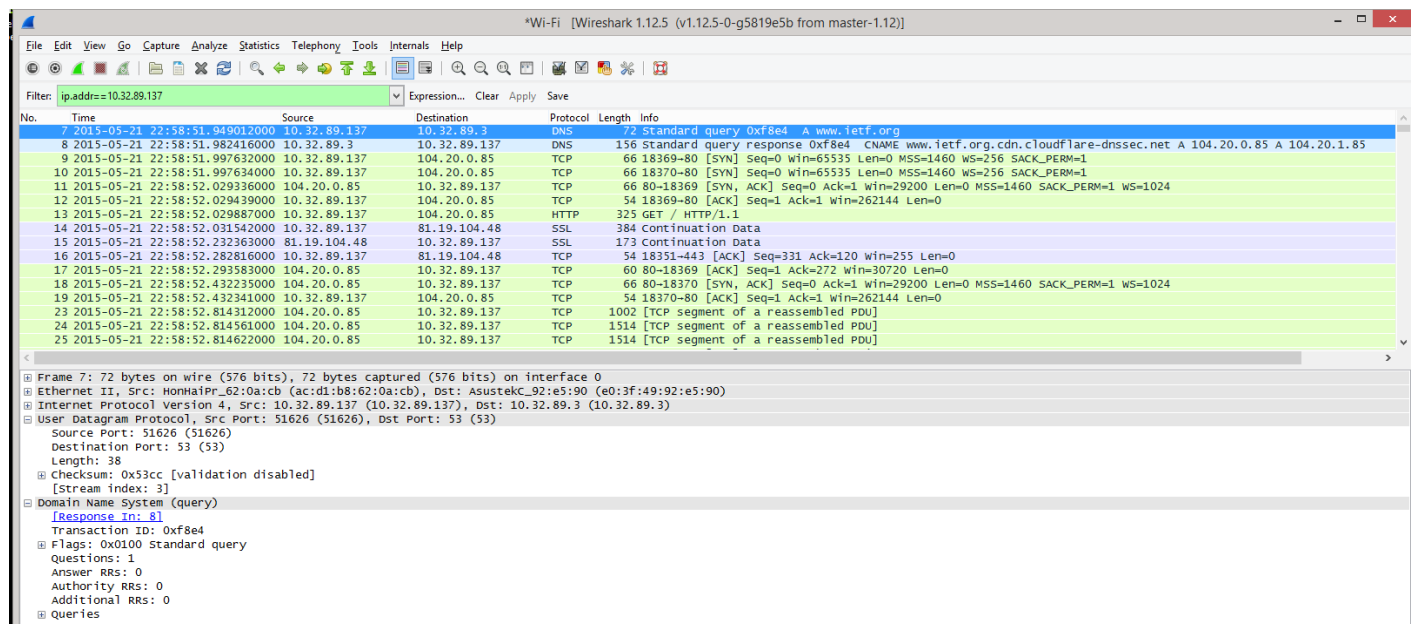 *Wi-Fi [Wireshark 1.12.5 (v1.12.5-0-g5819e5b from master-1.12)]
File Edit View Go Capture Analyze Statistics Telephony Tools Internals Help
Filter: ip.addr==10.32.89.137 Expression... Clear Apply Save
No. Time Source Destination Protocol Length Info
7 2015-05-21 22:58:51.949012000 10.32.89.137 10.32.89.3 DNS 72 Standard query 0xf8e4 A www.ietf.org
8 2015-05-21 22:58:51.982416000 10.32.89.3 10.32.89.137 DNS 156 Standard query response 0xf8e4 CNAME www.ietf.org.cdn.cloudflare-dnssec.net A 104.20.0.85 A 104.20.1.85
9 2015-05-21 22:58:51.997632000 10.32.89.137 104.20.0.85 TCP 66 18369→80 [SYN] Seq=0 Win=65535 Len=0 MSS=1460 WS=256 SACK_PERM=1
10 2015-05-21 22:58:51.997634000 10.32.89.137 104.20.0.85 TCP 66 18370→80 [SYN] Seq=0 Win=65535 Len=0 MSS=1460 WS=256 SACK_PERM=1
11 2015-05-21 22:58:52.029336000 104.20.0.85 10.32.89.137 TCP 66 80→18369 [SYN, ACK] Seq=0 Ack=1 Win=29200 Len=0 MSS=1460 SACK_PERM=1 WS=1024
12 2015-05-21 22:58:52.029439000 10.32.89.137 104.20.0.85 TCP 54 18369→80 [ACK] Seq=1 Ack=1 Win=262144 Len=0
13 2015-05-21 22:58:52.029887000 10.32.89.137 104.20.0.85 HTTP 325 GET / HTTP/1.1
14 2015-05-21 22:58:52.031542000 10.32.89.137 81.19.104.48 SSL 384 Continuation Data
15 2015-05-21 22:58:52.232363000 81.19.104.48 10.32.89.137 SSL 173 Continuation Data
16 2015-05-21 22:58:52.282816000 10.32.89.137 81.19.104.48 TCP 54 18351→443 [ACK] Seq=331 Ack=120 Win=255 Len=0
17 2015-05-21 22:58:52.293583000 104.20.0.85 10.32.89.137 TCP 60 80→18369 [ACK] Seq=1 Ack=272 Win=30720 Len=0
18 2015-05-21 22:58:52.432235000 104.20.0.85 10.32.89.137 TCP 66 80→18370 [SYN, ACK] Seq=0 Ack=1 Win=29200 Len=0 MSS=1460 SACK_PERM=1 WS=1024
19 2015-05-21 22:58:52.432341000 10.32.89.137 104.20.0.85 TCP 54 18370→80 [ACK] Seq=1 Ack=1 Win=262144 Len=0
23 2015-05-21 22:58:52.814312000 104.20.0.85 10.32.89.137 TCP 1002 [TCP segment of a reassembled PDU]
24 2015-05-21 22:58:52.814561000 104.20.0.85 10.32.89.137 TCP 1514 [TCP segment of a reassembled PDU]
25 2015-05-21 22:58:52.814622000 104.20.0.85 10.32.89.137 TCP 1514 [TCP segment of a reassembled PDU]
Frame 7: 72 bytes on wire (576 bits), 72 bytes captured (576 bits) on interface 0
Ethernet II, Src: HonHaiPr_62:0a:cb (ac:d1:b8:62:0a:cb), Dst: AsustekC_92:e5:90 (e0:3f:49:92:e5:90)
Internet Protocol Version 4, Src: 10.32.89.137 (10.32.89.137), Dst: 10.32.89.3 (10.32.89.3)
User Datagram Protocol, Src Port: 51626 (51626), Dst Port: 53 (53)
Source Port: 51626 (51626)
Destination Port: 53 (53)
Length: 38
Checksum: 0x53cc [validation disabled]
[Stream index: 3]
Domain Name System (query)
[Response In: 8]
Transaction ID: 0xf8e4
Flags: 0x0100 Standard query
Questions: 1
Answer RRs: 0
Authority RRs: 0
Additional RRs: 0
Queries